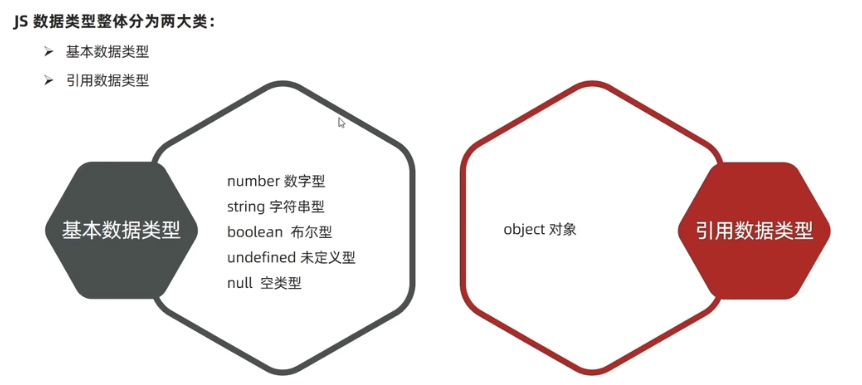 JS 数据类型整体分为两大类：
➢ 基本数据类型
➢ 引用数据类型
基本数据类型
number 数字型
string 字符串型
boolean 布尔型
undefined 未定义型
null 空类型
object 对象
引用数据类型